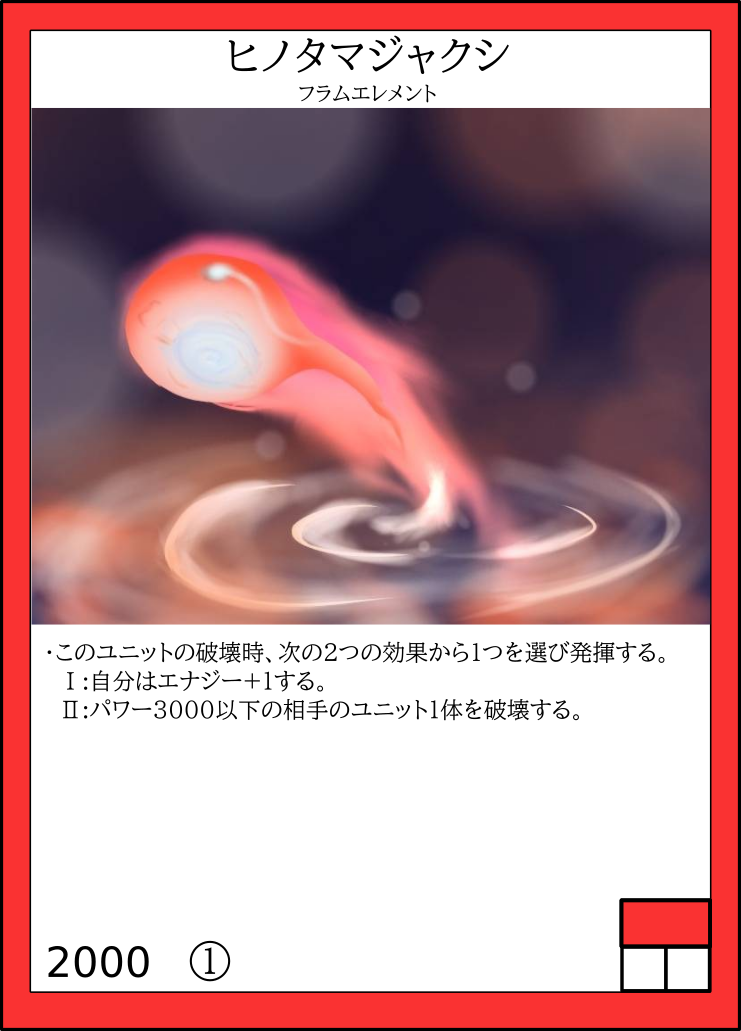 ヒノタマジャクシ
フラムエレメント
・このユニットの破壊時、次の2つの効果から1つを選び発揮する。
Ⅰ:自分はエナジー+1する。
Ⅱ:パワー3000以下の相手のユニット1体を破壊する。
2000 ①